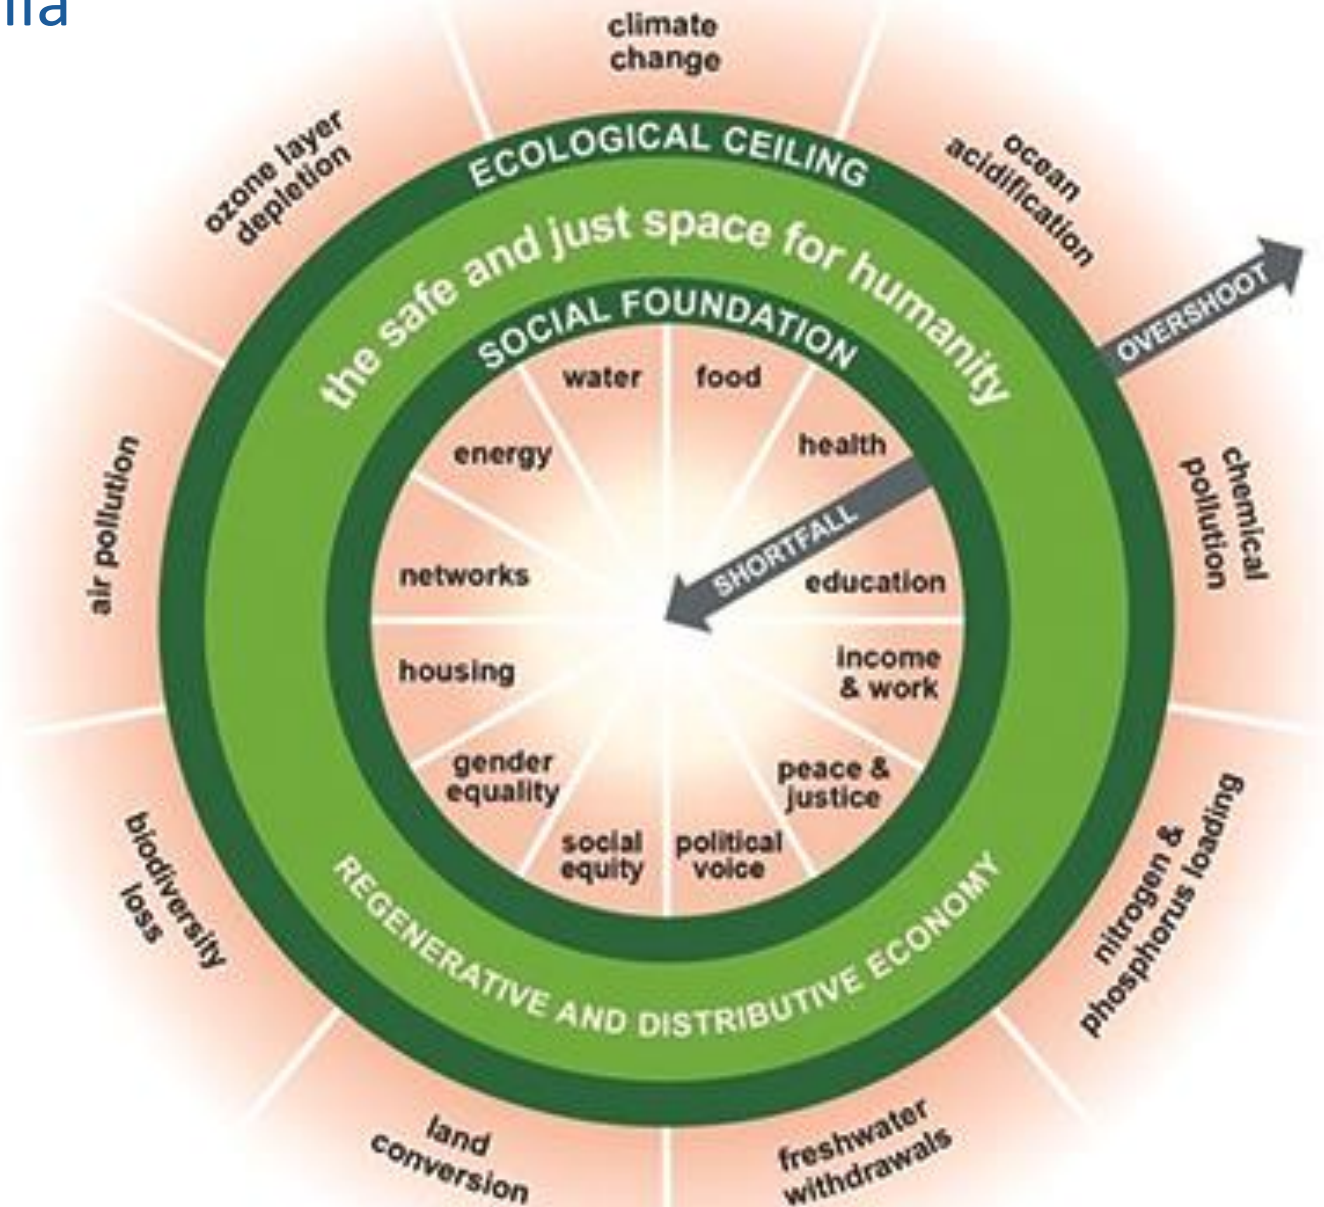 climate
change
ocean
acidification
OVERSHOOT
chemical
pollution
nitrogen &
phosphorus loading
freshwater
withdrawals
land
conversion
biodiversity
loss
air pollution
ozone layer
depletion
ECOLOGICAL CEILING
the safe and just space for humanity
SOCIAL FOUNDATION
water
food
health
SHORTFALL
education
income
& work
peace &
justice
political
voice
social
equity
gender
equality
housing
networks
energy
REGENERATIVE AND DISTRIBUTIVE ECONOMY